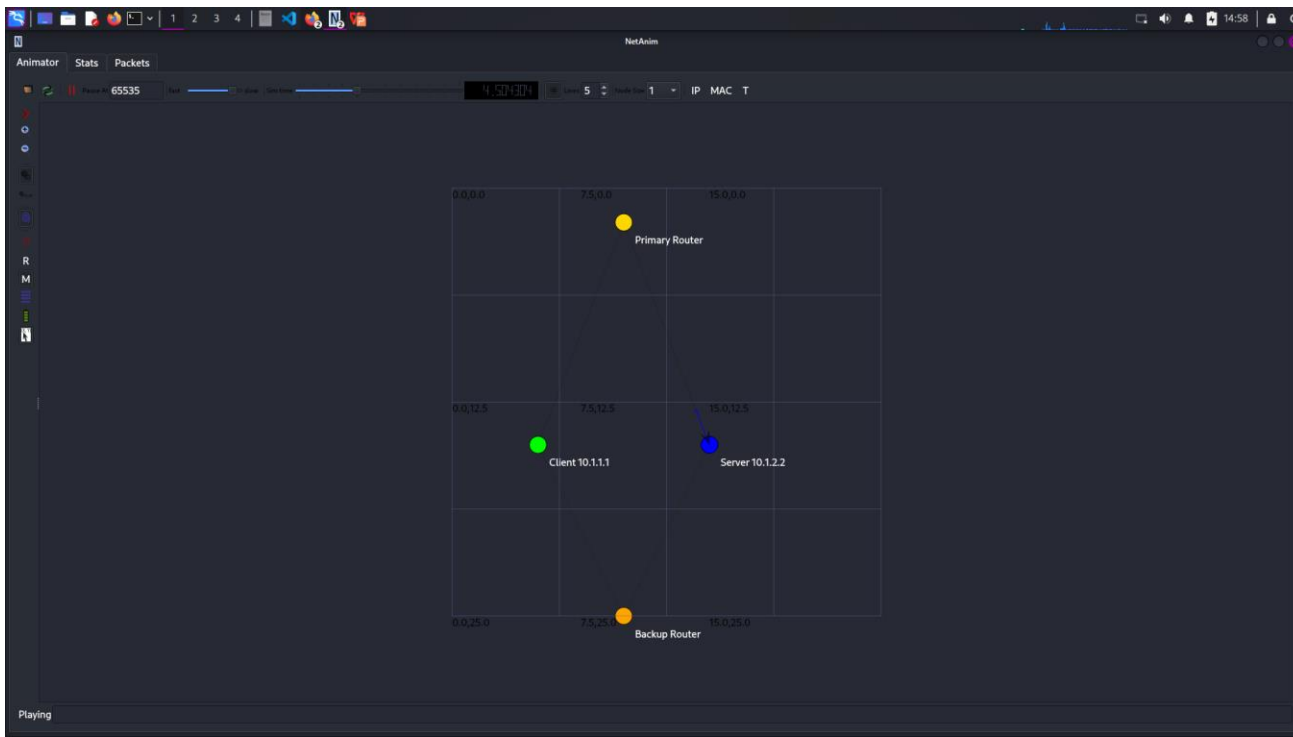 1 2 3 4 14:58
NetAnim
Animator Stats Packets
65535 4.504304 5 1 IP MAC T
R
M
0.0,0.0 7.5,0.0 15.0,0.0
Primary Router
0.0,12.5 7.5,12.5 15.0,12.5
Client 10.1.1.1 Server 10.1.2.2
0.0,25.0 7.5,25.0 15.0,25.0
Backup Router
Playing